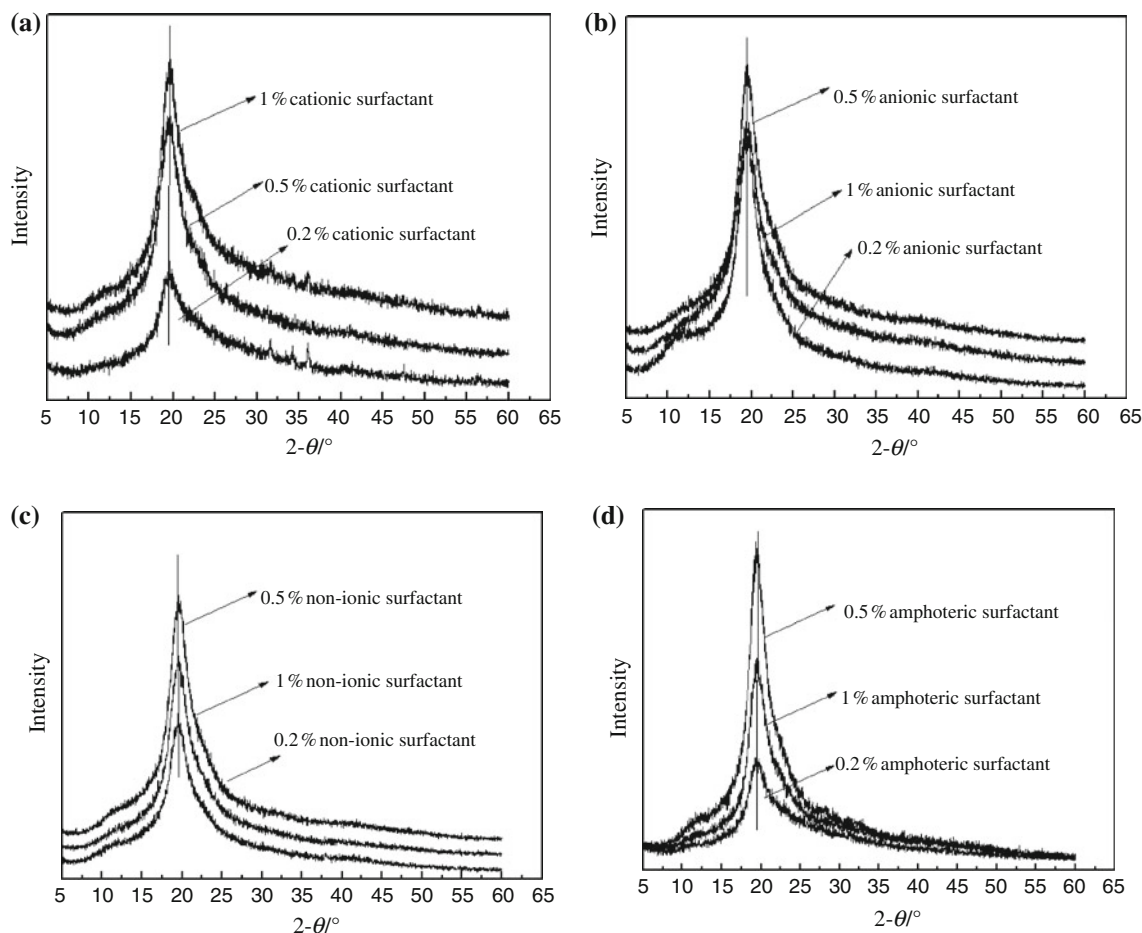 (a)
1 % cationic surfactant
0.5 % cationic surfactant
0.2 % cationic surfactant
Intensity
5 10 15 20 25 30 35 40 45 50 55 60 65
2-θ/°
(b)
0.5 % anionic surfactant
1 % anionic surfactant
0.2 % anionic surfactant
Intensity
5 10 15 20 25 30 35 40 45 50 55 60 65
2-θ/°
(c)
0.5 % non-ionic surfactant
1 % non-ionic surfactant
0.2 % non-ionic surfactant
Intensity
5 10 15 20 25 30 35 40 45 50 55 60 65
2-θ/°
(d)
0.5 % amphoteric surfactant
1 % amphoteric surfactant
0.2 % amphoteric surfactant
Intensity
5 10 15 20 25 30 35 40 45 50 55 60 65
2-θ/°